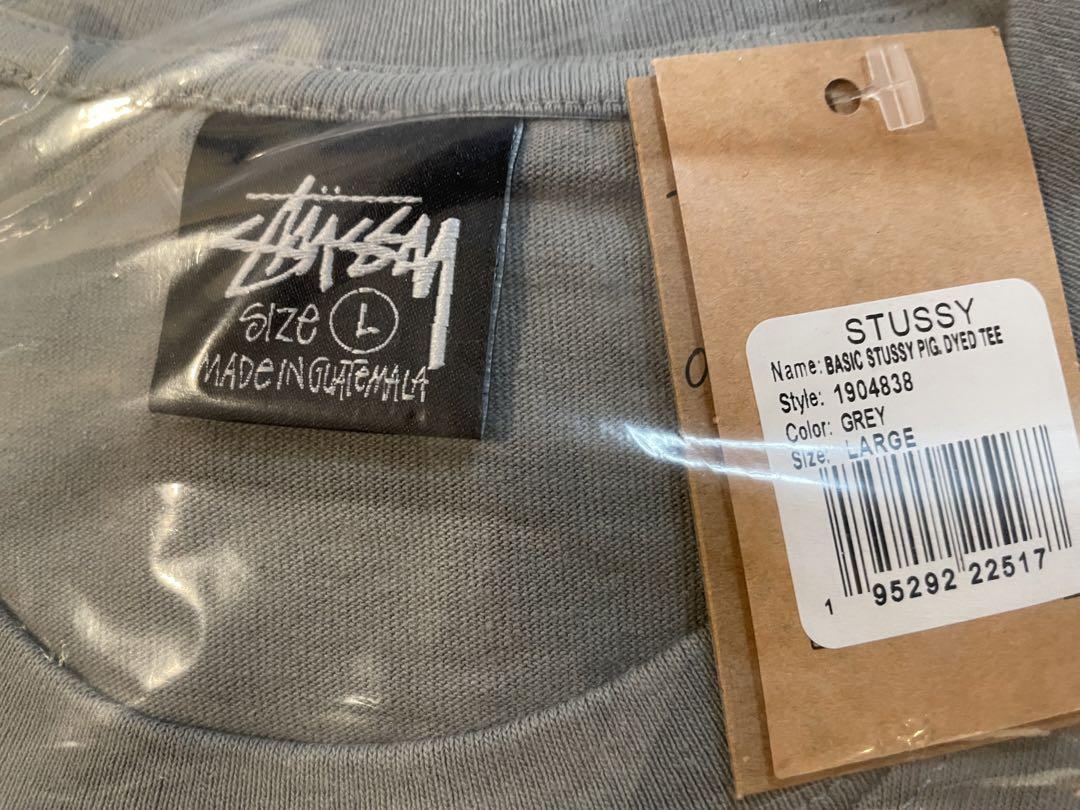 STÜSSY
SIZE L
MADE IN GUATEMALA
STUSSY
Name: BASIC STUSSY PIG. DYED TEE
Style: 1904838
Color: GREY
Size: LARGE
1 95292 22517